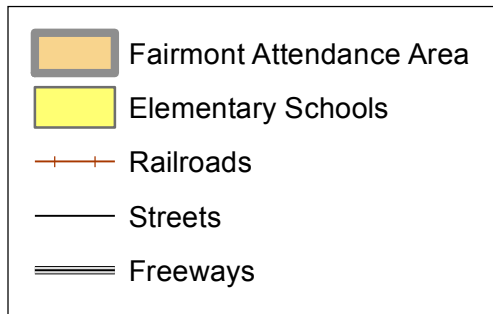 Fairmont Attendance Area
Elementary Schools
Railroads
Streets
Freeways